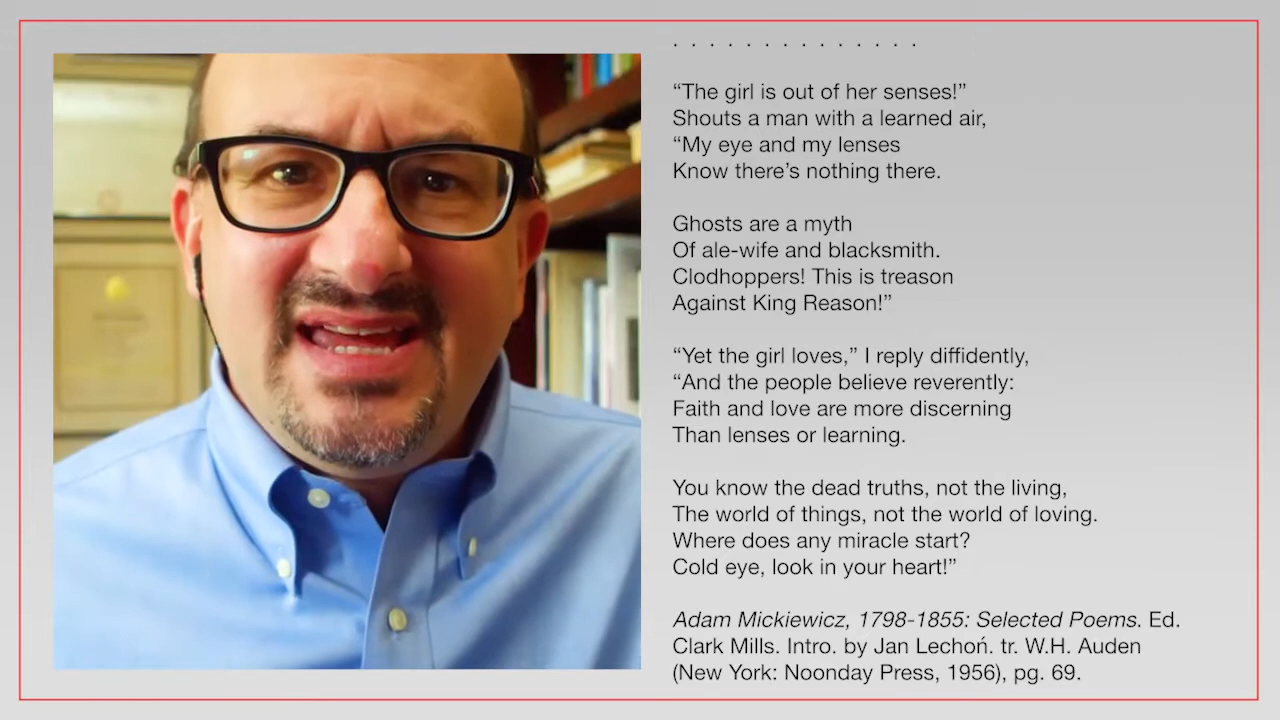 . . . . . . . . . . . . . .
“The girl is out of her senses!”
Shouts a man with a learned air,
“My eye and my lenses
Know there’s nothing there.
Ghosts are a myth
Of ale-wife and blacksmith.
Clodhoppers! This is treason
Against King Reason!”
“Yet the girl loves,” I reply diffidently,
“And the people believe reverently:
Faith and love are more discerning
Than lenses or learning.
You know the dead truths, not the living,
The world of things, not the world of loving.
Where does any miracle start?
Cold eye, look in your heart!”
Adam Mickiewicz, 1798-1855: Selected Poems. Ed.
Clark Mills. Intro. by Jan Lechoń. tr. W.H. Auden
(New York: Noonday Press, 1956), pg. 69.